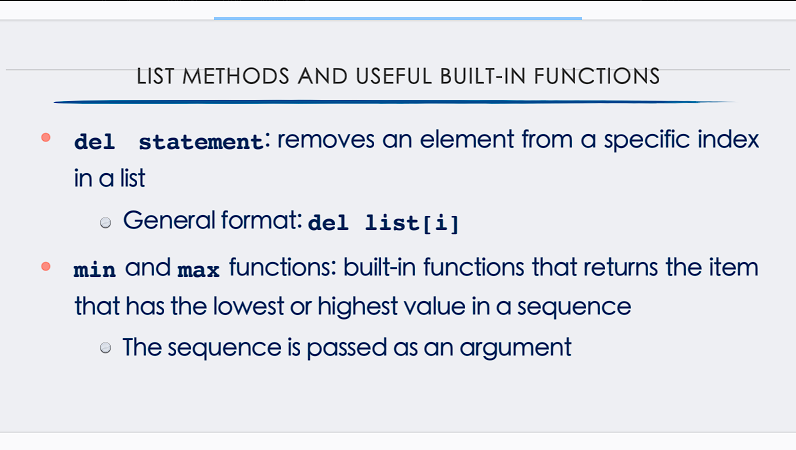 LIST METHODS AND USEFUL BUILT-IN FUNCTIONS
del statement: removes an element from a specific index
in a list
General format: del list[i]
min and max functions: built-in functions that returns the item
that has the lowest or highest value in a sequence
The sequence is passed as an argument